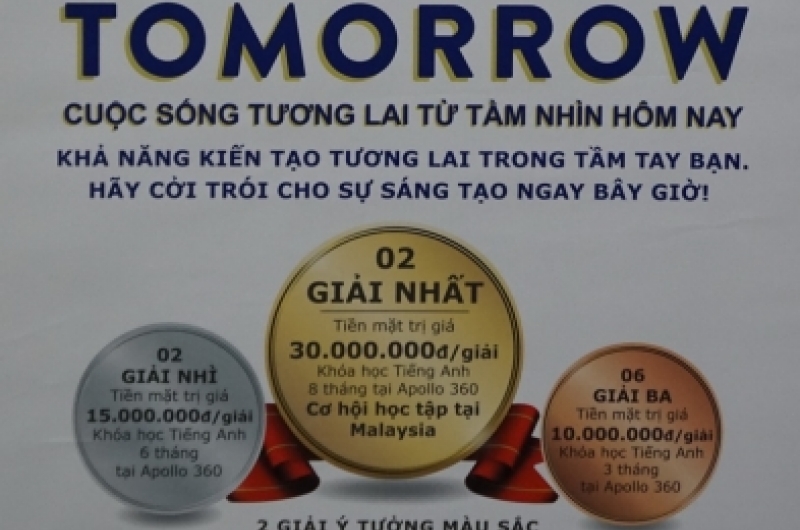 TOMORROW
CUỘC SỐNG TƯƠNG LAI TỪ TẦM NHÌN HÔM NAY
KHẢ NĂNG KIẾN TẠO TƯƠNG LAI TRONG TẦM TAY BẠN.
HÃY CỞI TRÓI CHO SỰ SÁNG TẠO NGAY BÂY GIỜ!
02
GIẢI NHẤT
Tiền mặt trị giá
30.000.000đ/giải
Khóa học Tiếng Anh
8 tháng tại Apollo 360
Cơ hội học tập tại
Malaysia
02
GIẢI NHÌ
Tiền mặt trị giá
15.000.000đ/giải
Khóa học Tiếng Anh
6 tháng
tại Apollo 360
06
GIẢI BA
Tiền mặt trị giá
10.000.000đ/giải
Khóa học Tiếng Anh
3 tháng
tại Apollo 360
2 GIẢI Ý TƯỞNG MÀU SẮC